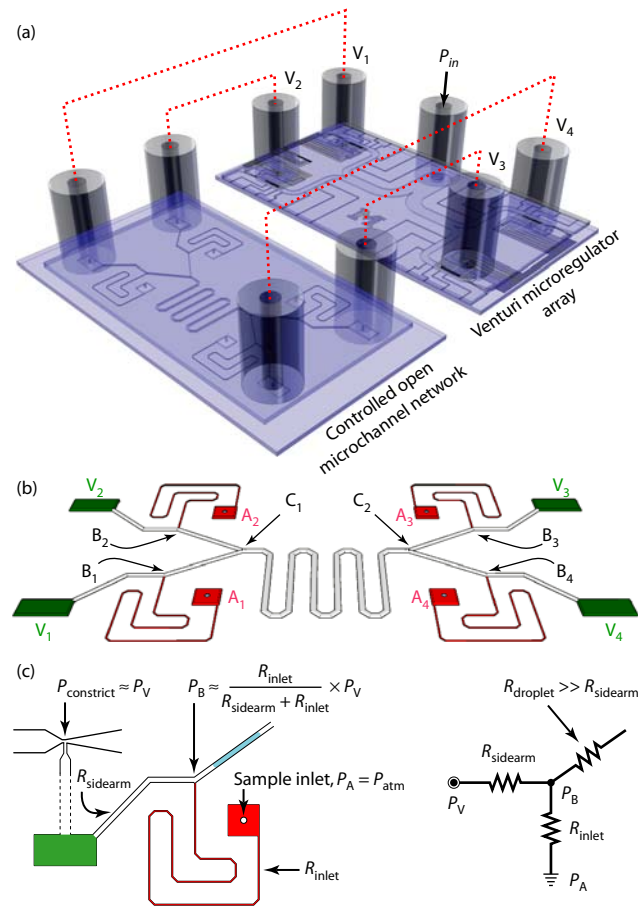 (a)
V1
Pin
V2
V4
V3
Venturi microregulator
array
Controlled open
microchannel network
(b)
V2
A2
C1
C2
A3
V3
B2
B3
B1
B4
A1
A4
V1
V4
(c)
Pconstrict ≈ PV
PB ≈ Rinlet / Rsidearm + Rinlet × PV
Rdroplet >> Rsidearm
Rsidearm
Sample inlet, PA = Patm
Rinlet
Rsidearm
PV
PB
Rinlet
PA